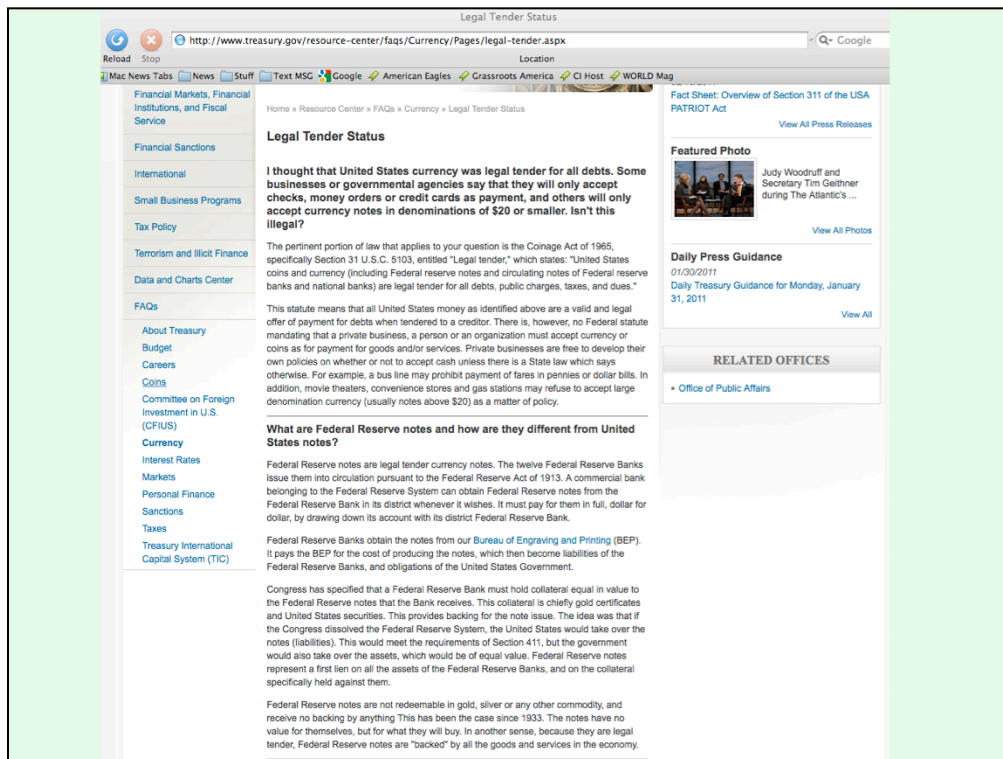 Legal Tender Status
http://www.treasury.gov/resource-center/faqs/Currency/Pages/legal-tender.aspx
Google
Reload Stop
Location
Mac News Tabs News Stuff Text MSG Google American Eagles Grassroots America CI Host WORLD Mag
Financial Markets, Financial
Institutions, and Fiscal
Service
Financial Sanctions
International
Small Business Programs
Tax Policy
Terrorism and Illicit Finance
Data and Charts Center
FAQs
About Treasury
Budget
Careers
Coins
Committee on Foreign
Investment in U.S.
(CFIUS)
Currency
Interest Rates
Markets
Personal Finance
Sanctions
Taxes
Treasury International
Capital System (TIC)
Home » Resource Center » FAQs » Currency » Legal Tender Status
Legal Tender Status
I thought that United States currency was legal tender for all debts. Some
businesses or governmental agencies say that they will only accept
checks, money orders or credit cards as payment, and others will only
accept currency notes in denominations of $20 or smaller. Isn't this
illegal?
The pertinent portion of law that applies to your question is the Coinage Act of 1965,
specifically Section 31 U.S.C. 5103, entitled "Legal tender," which states: "United States
coins and currency (including Federal reserve notes and circulating notes of Federal reserve
banks and national banks) are legal tender for all debts, public charges, taxes, and dues."
This statute means that all United States money as identified above are a valid and legal
offer of payment for debts when tendered to a creditor. There is, however, no Federal statute
mandating that a private business, a person or an organization must accept currency or
coins as for payment for goods and/or services. Private businesses are free to develop their
own policies on whether or not to accept cash unless there is a State law which says
otherwise. For example, a bus line may prohibit payment of fares in pennies or dollar bills. In
addition, movie theaters, convenience stores and gas stations may refuse to accept large
denomination currency (usually notes above $20) as a matter of policy.
What are Federal Reserve notes and how are they different from United
States notes?
Federal Reserve notes are legal tender currency notes. The twelve Federal Reserve Banks
issue them into circulation pursuant to the Federal Reserve Act of 1913. A commercial bank
belonging to the Federal Reserve System can obtain Federal Reserve notes from the
Federal Reserve Bank in its district whenever it wishes. It must pay for them in full, dollar for
dollar, by drawing down its account with its district Federal Reserve Bank.
Federal Reserve Banks obtain the notes from our Bureau of Engraving and Printing (BEP).
It pays the BEP for the cost of producing the notes, which then become liabilities of the
Federal Reserve Banks, and obligations of the United States Government.
Congress has specified that a Federal Reserve Bank must hold collateral equal in value to
the Federal Reserve notes that the Bank receives. This collateral is chiefly gold certificates
and United States securities. This provides backing for the note issue. The idea was that if
the Congress dissolved the Federal Reserve System, the United States would take over the
notes (liabilities). This would meet the requirements of Section 411, but the government
would also take over the assets, which would be of equal value. Federal Reserve notes
represent a first lien on all the assets of the Federal Reserve Banks, and on the collateral
specifically held against them.
Federal Reserve notes are not redeemable in gold, silver or any other commodity, and
receive no backing by anything This has been the case since 1933. The notes have no
value for themselves, but for what they will buy. In another sense, because they are legal
tender, Federal Reserve notes are "backed" by all the goods and services in the economy.
Fact Sheet: Overview of Section 311 of the USA
PATRIOT Act
View All Press Releases
Featured Photo
Judy Woodruff and
Secretary Tim Geithner
during The Atlantic's ...
View All Photos
Daily Press Guidance
01/30/2011
Daily Treasury Guidance for Monday, January
31, 2011
View All
RELATED OFFICES
Office of Public Affairs